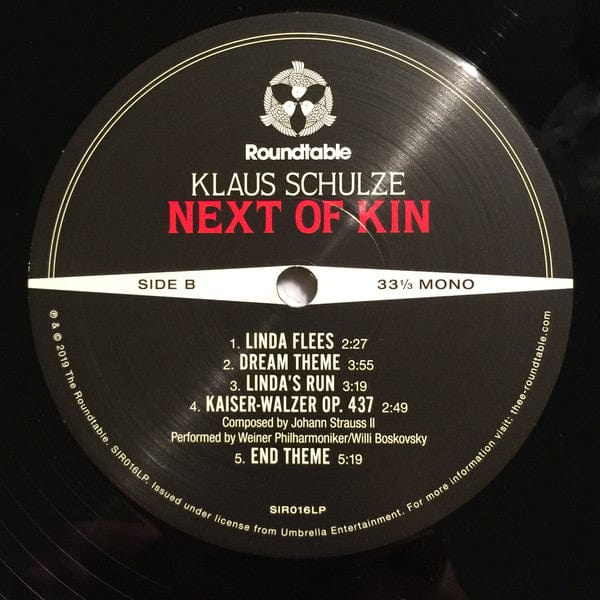 Roundtable
KLAUS SCHULZE
NEXT OF KIN
SIDE B
33⅓ MONO
1. LINDA FLEES 2:27
2. DREAM THEME 3:55
3. LINDA'S RUN 3:19
4. KAISER-WALZER OP. 437 2:49
Composed by Johann Strauss II
Performed by Weiner Philharmoniker/Willi Boskovsky
5. END THEME 5:19
SIR016LP
℗ & © 2019 The Roundtable. SIR016LP. Issued under license from Umbrella Entertainment. For more information visit: thee-roundtable.com